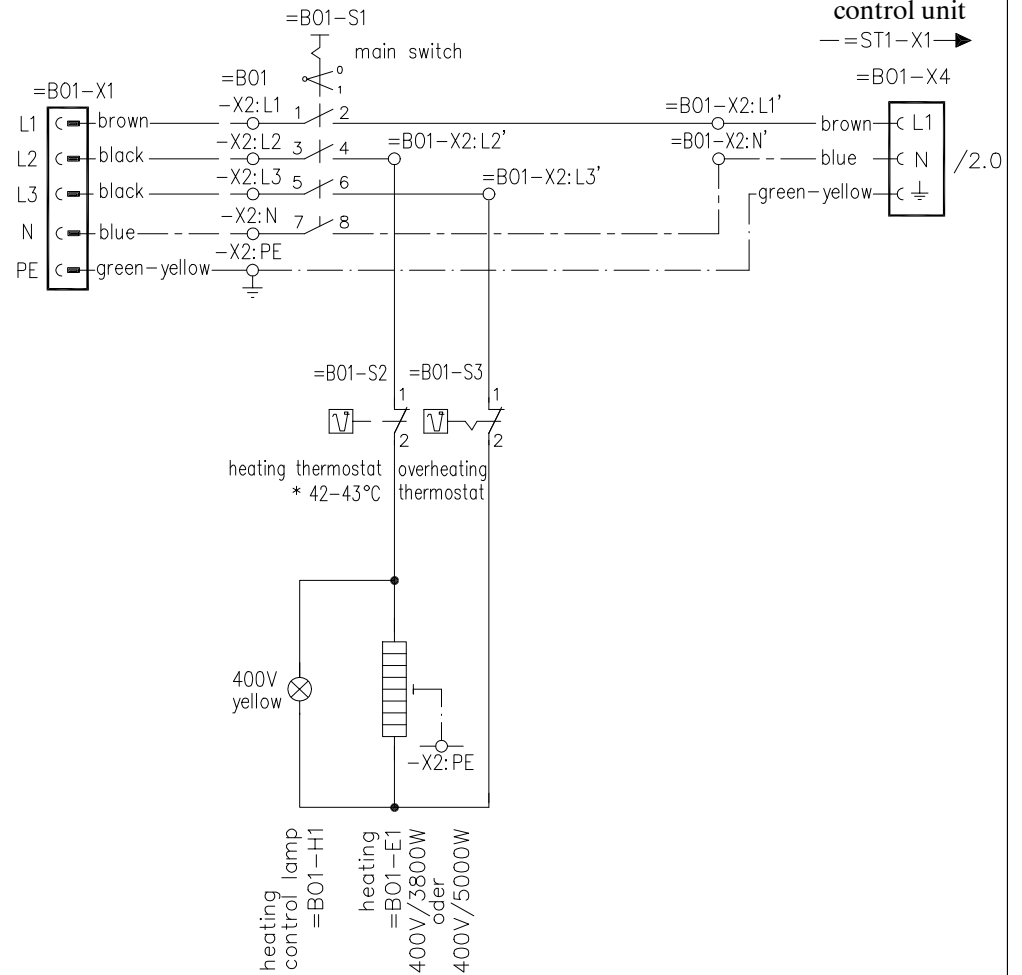 control unit
=ST1-X1
=B01-S1
main switch
0
1
=B01-X1
=B01
=B01-X4
L1
brown
-X2:L1
1
2
=B01-X2:L1'
brown
L1
L2
black
-X2:L2
3
4
=B01-X2:L2'
=B01-X2:N'
blue
N
/2.0
L3
black
-X2:L3
5
6
=B01-X2:L3'
green-yellow
N
blue
-X2:N
7
8
PE
green-yellow
-X2:PE
=B01-S2
=B01-S3
1
2
1
2
heating thermostat
* 42-43°C
overheating
thermostat
400V
yellow
-X2:PE
heating
control lamp
=B01-H1
heating
=B01-E1
400V/3800W
oder
400V/5000W